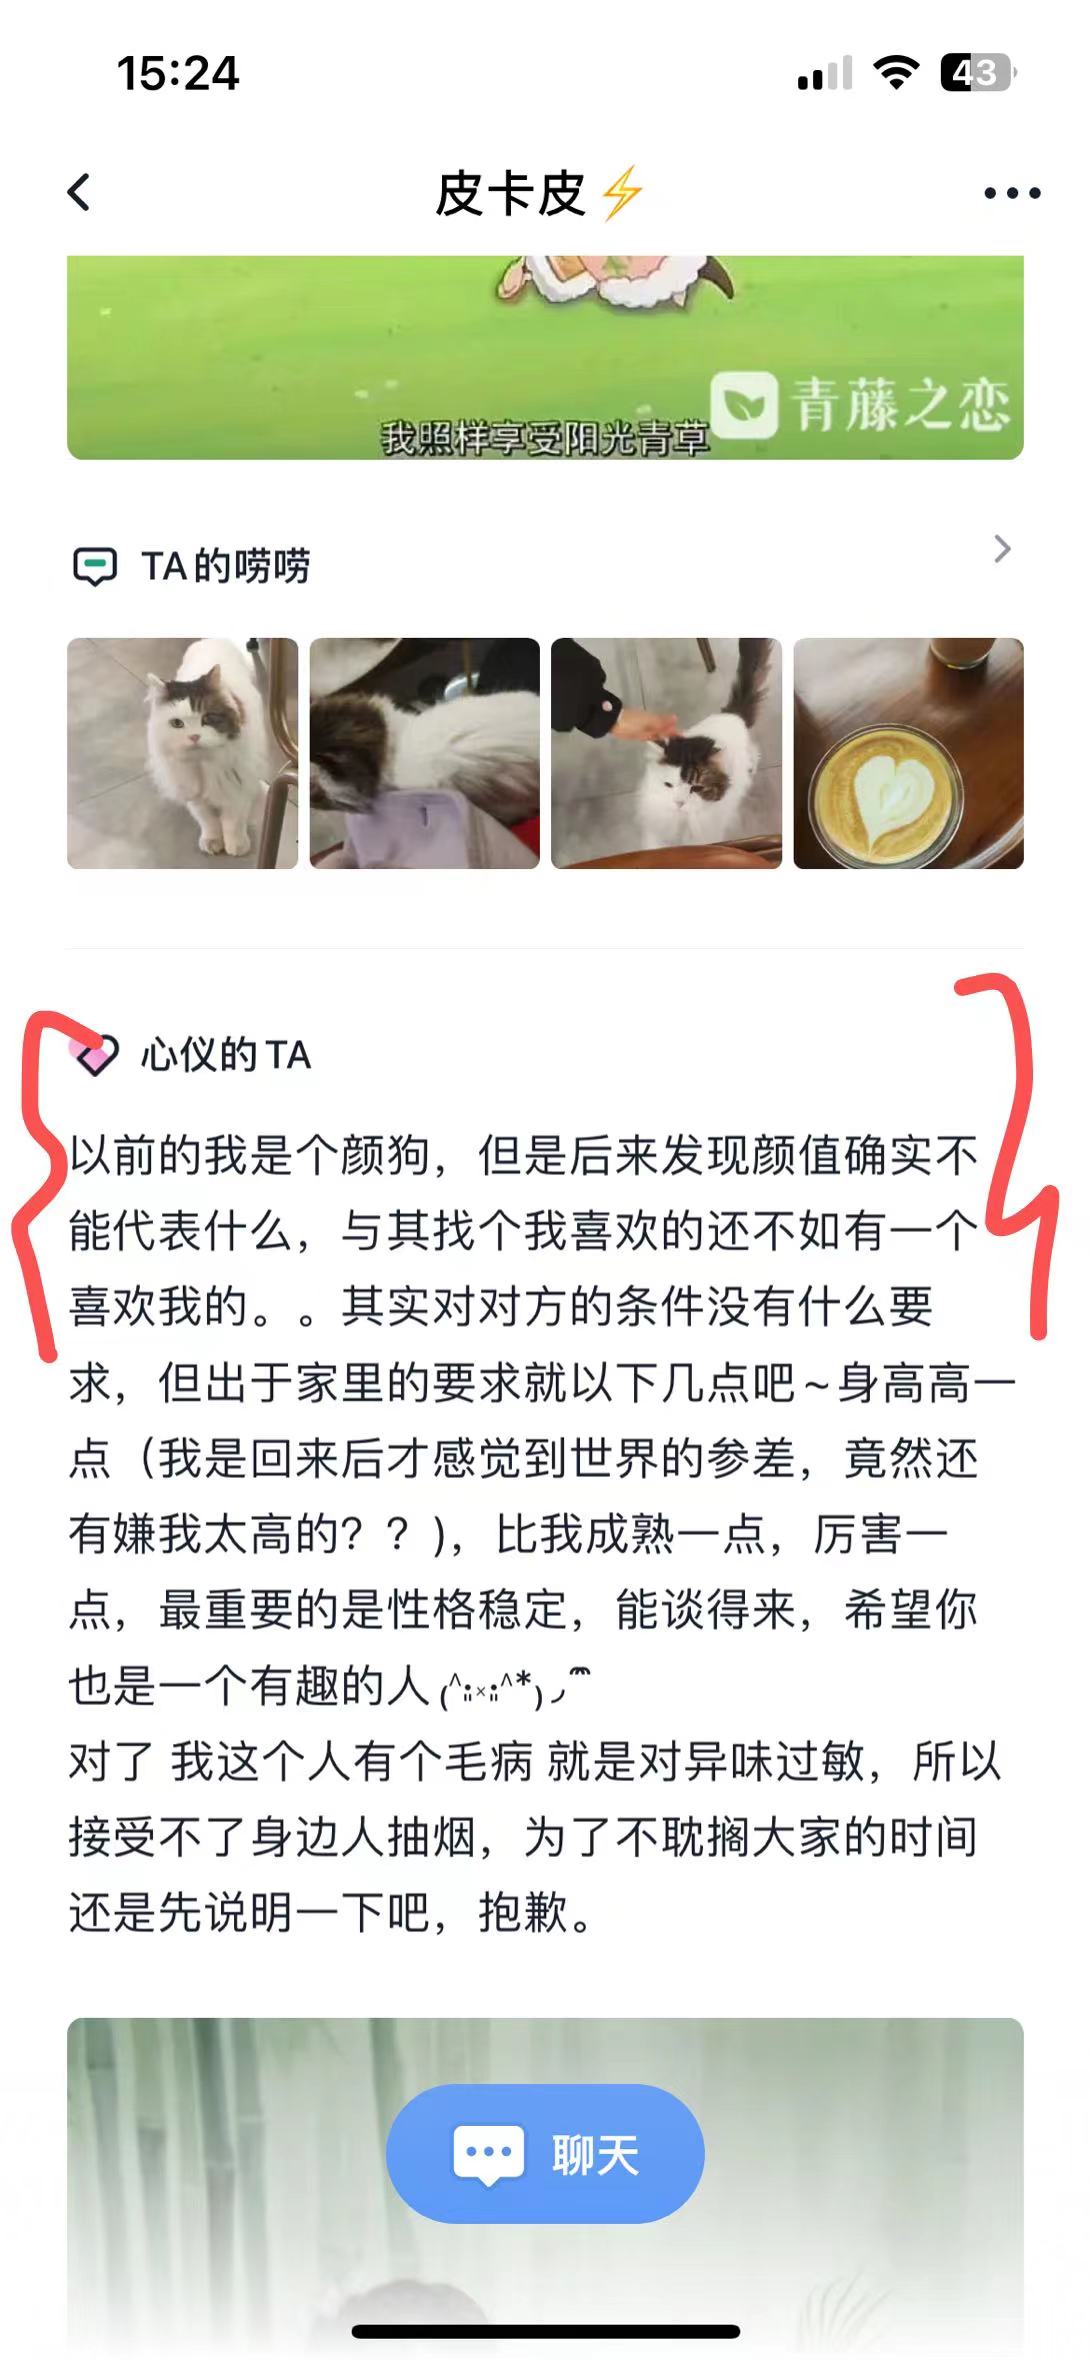 15:24
43
皮卡皮⚡
青藤之恋
我照样享受阳光青草
TA的唠唠
心仪的TA
以前的我是个颜狗，但是后来发现颜值确实不
能代表什么，与其找个我喜欢的还不如有一个
喜欢我的。。其实对对方的条件没有什么要
求，但出于家里的要求就以下几点吧～身高高一
点（我是回来后才感觉到世界的参差，竟然还
有嫌我太高的？？），比我成熟一点，厉害一
点，最重要的是性格稳定，能谈得来，希望你
也是一个有趣的人(^⁎×⁎^*)◞ ̑̑
对了 我这个人有个毛病 就是对异味过敏，所以
接受不了身边人抽烟，为了不耽搁大家的时间
还是先说明一下吧，抱歉。
聊天